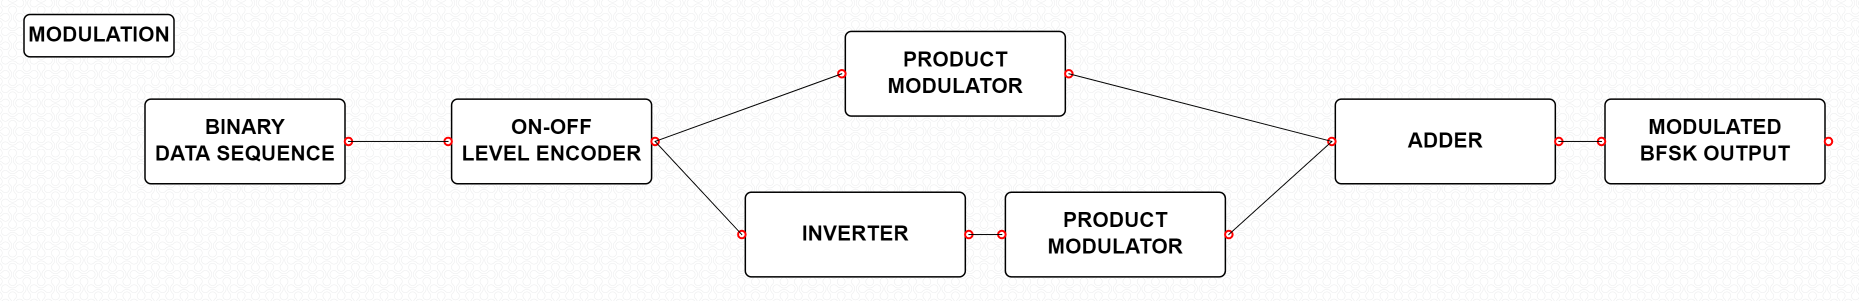 MODULATION
BINARY
DATA SEQUENCE
ON-OFF
LEVEL ENCODER
PRODUCT
MODULATOR
INVERTER
PRODUCT
MODULATOR
ADDER
MODULATED
BFSK OUTPUT